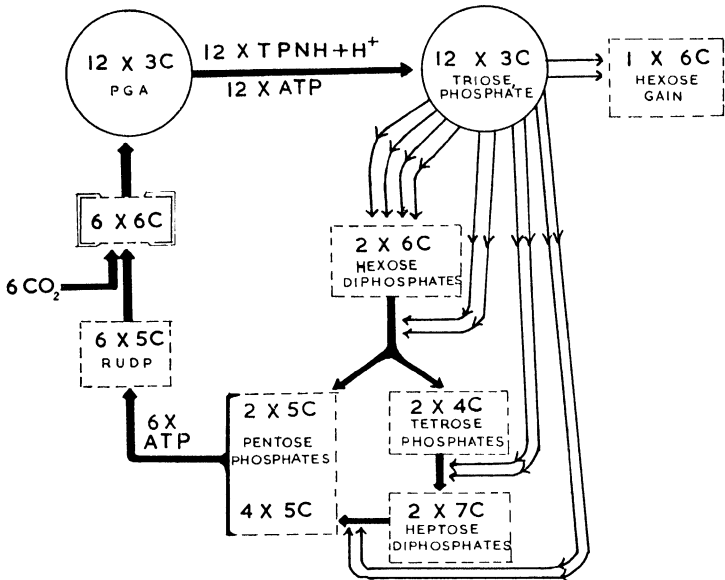 12 X 3C
PGA
12 X TPNH+H⁺
12 X ATP
12 X 3C
TRIOSE
PHOSPHATE
1 X 6C
HEXOSE
GAIN
6 X 6C
6 CO₂
6 X 5C
RUDP
2 X 6C
HEXOSE
DIPHOSPHATES
6 X
ATP
2 X 5C
PENTOSE
PHOSPHATES
4 X 5C
2 X 4C
TETROSE
PHOSPHATES
2 X 7C
HEPTOSE
DIPHOSPHATES